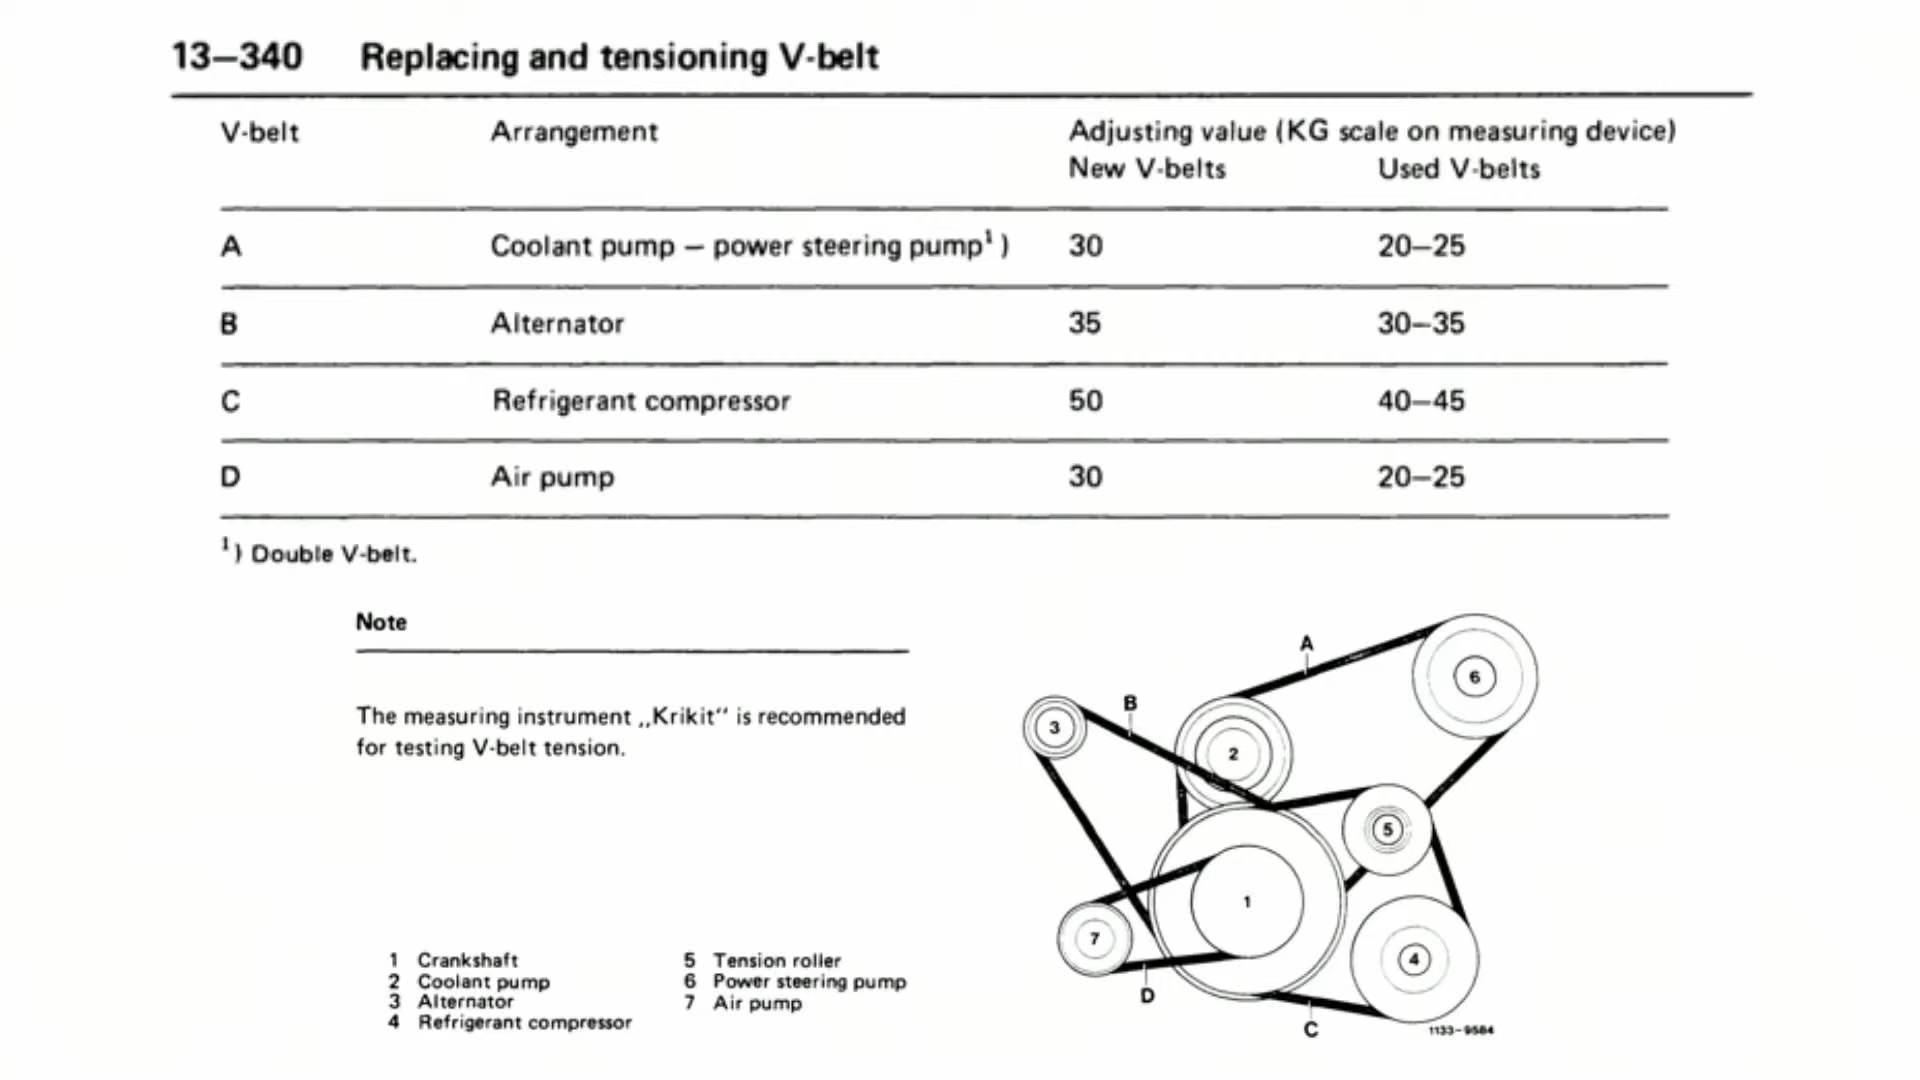 13–340 Replacing and tensioning V-belt
V-belt Arrangement Adjusting value (KG scale on measuring device)
New V-belts Used V-belts
A Coolant pump – power steering pump¹) 30 20–25
B Alternator 35 30–35
C Refrigerant compressor 50 40–45
D Air pump 30 20–25
¹) Double V-belt.
Note
The measuring instrument „Krikit“ is recommended
for testing V-belt tension.
1 Crankshaft
2 Coolant pump
3 Alternator
4 Refrigerant compressor
5 Tension roller
6 Power steering pump
7 Air pump
A
6
B
3
2
5
1
7
4
D
C
1133-9584